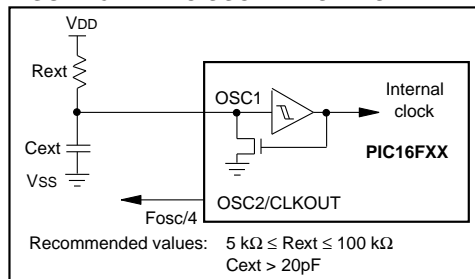 VDD
Rext
OSC1
Internal
clock
Cext
PIC16FXX
VSS
OSC2/CLKOUT
Fosc/4
Recommended values: 5 kΩ ≤ Rext ≤ 100 kΩ
Cext > 20pF